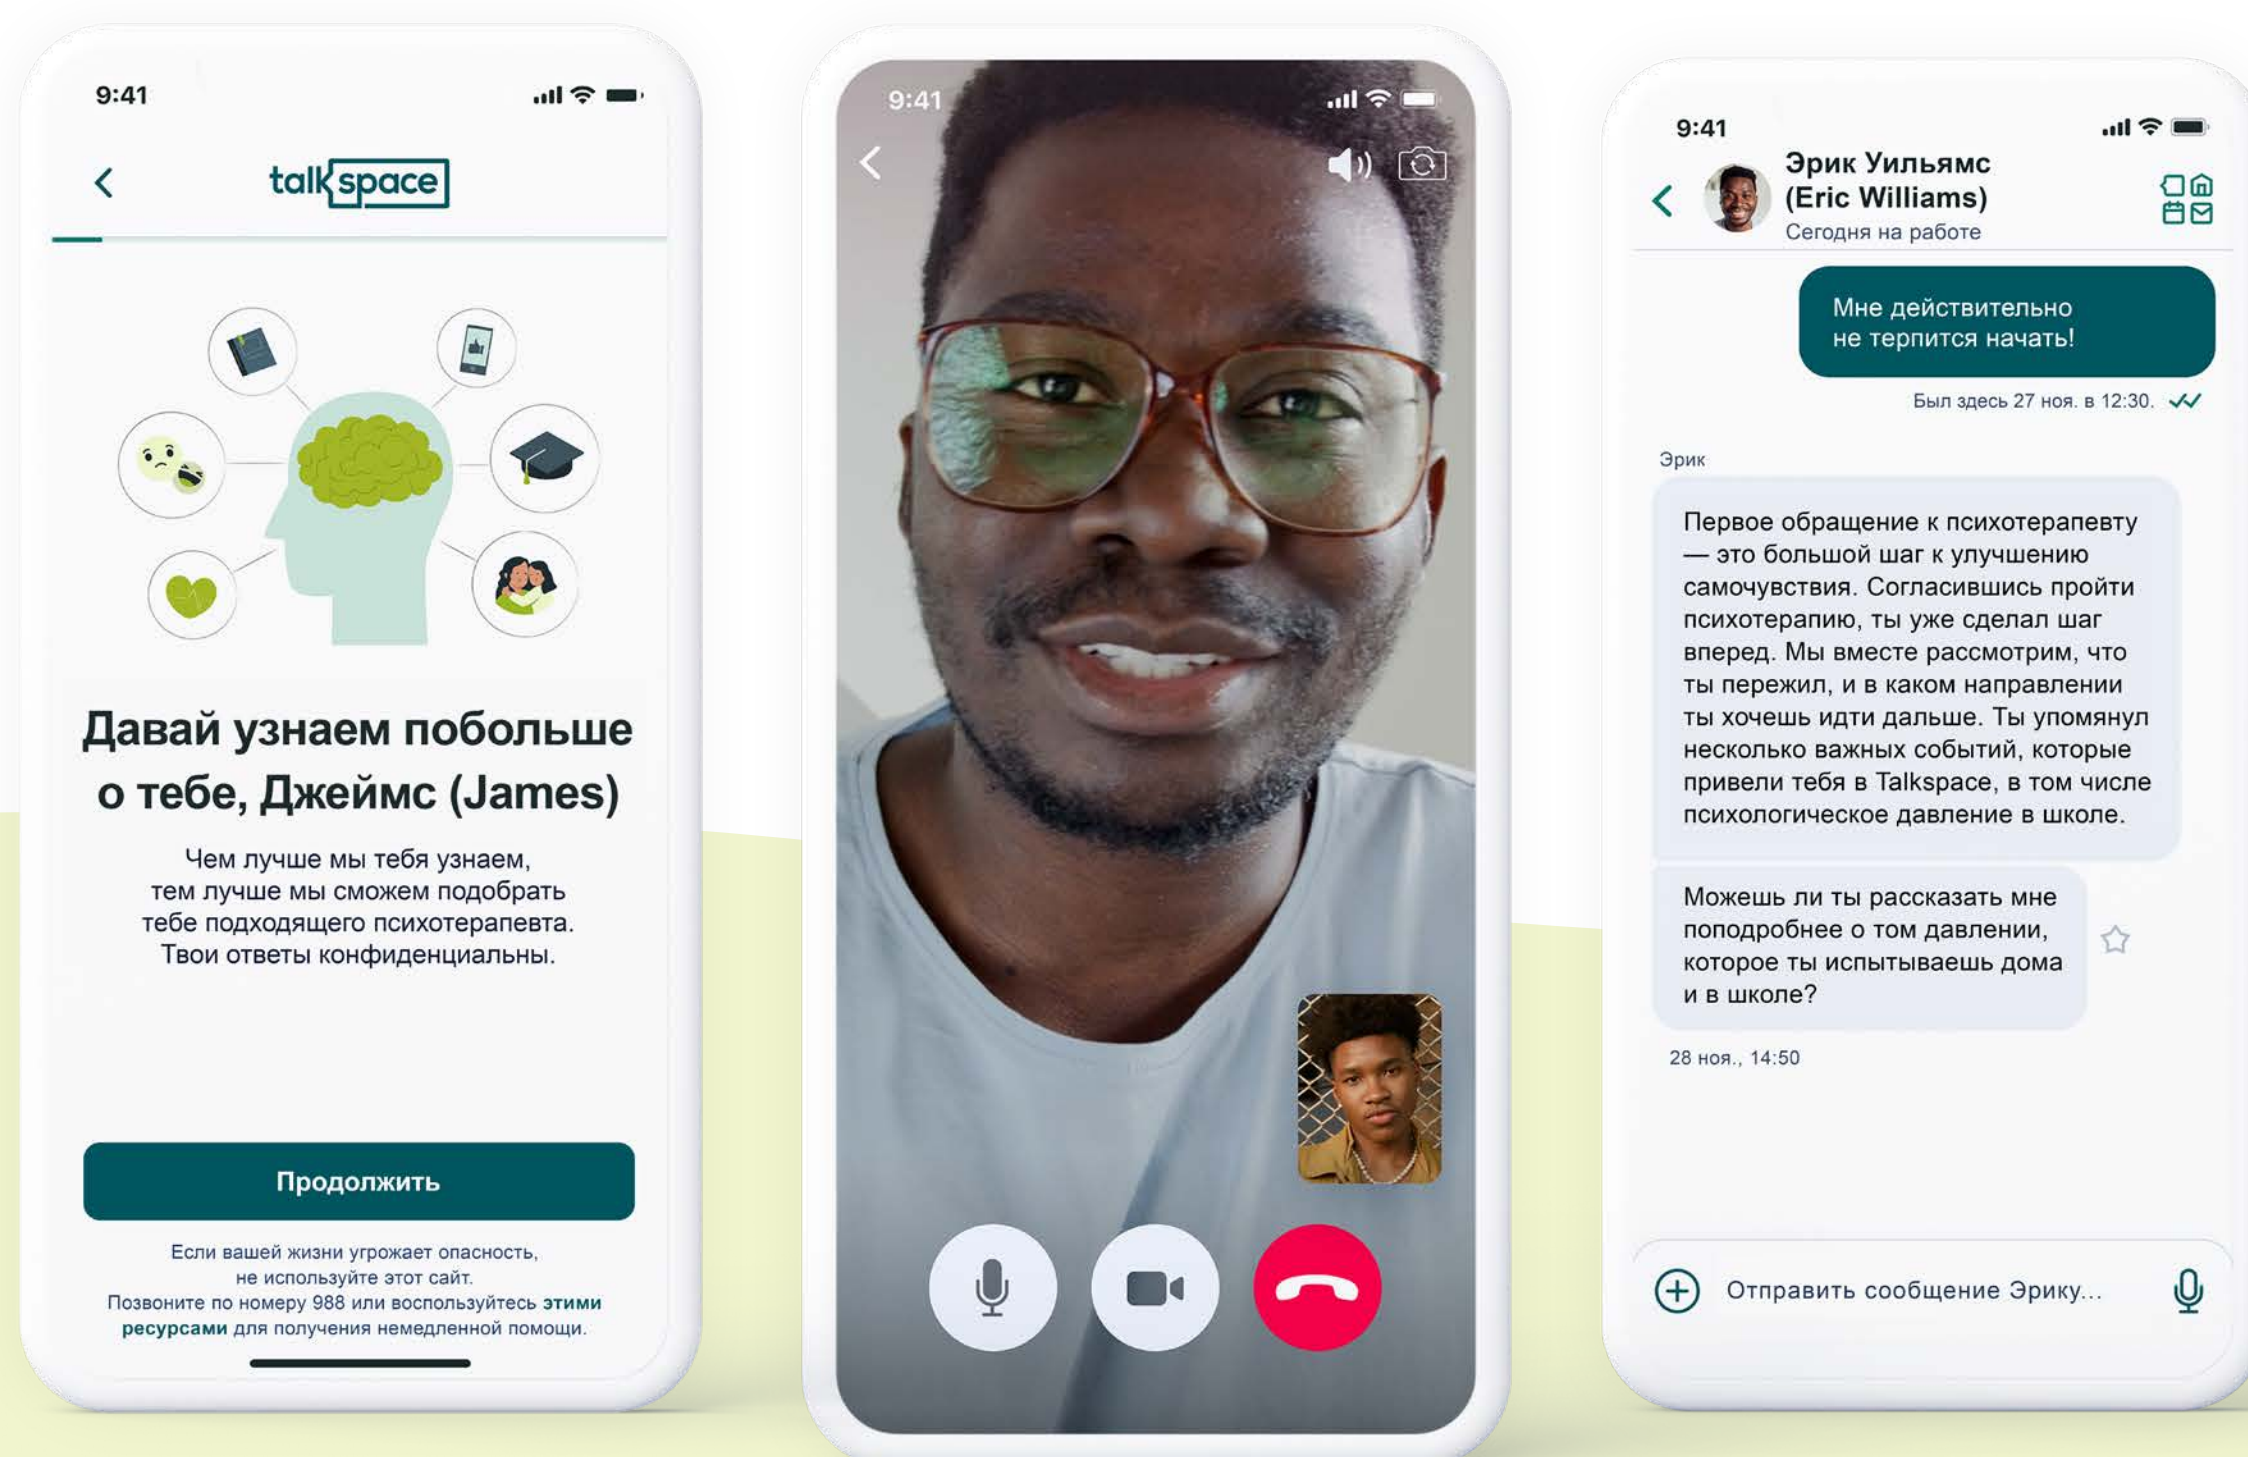 9:41
talkspace
Давай узнаем побольше
о тебе, Джеймс (James)
Чем лучше мы тебя узнаем,
тем лучше мы сможем подобрать
тебе подходящего психотерапевта.
Твои ответы конфиденциальны.
Продолжить
Если вашей жизни угрожает опасность,
не используйте этот сайт.
Позвоните по номеру 988 или воспользуйтесь этими
ресурсами для получения немедленной помощи.
9:41
9:41
Эрик Уильямс
(Eric Williams)
Сегодня на работе
Мне действительно
не терпится начать!
Был здесь 27 ноя. в 12:30.
Эрик
Первое обращение к психотерапевту
— это большой шаг к улучшению
самочувствия. Согласившись пройти
психотерапию, ты уже сделал шаг
вперед. Мы вместе рассмотрим, что
ты пережил, и в каком направлении
ты хочешь идти дальше. Ты упомянул
несколько важных событий, которые
привели тебя в Talkspace, в том числе
психологическое давление в школе.
Можешь ли ты рассказать мне
поподробнее о том давлении,
которое ты испытываешь дома
и в школе?
28 ноя., 14:50
Отправить сообщение Эрику...